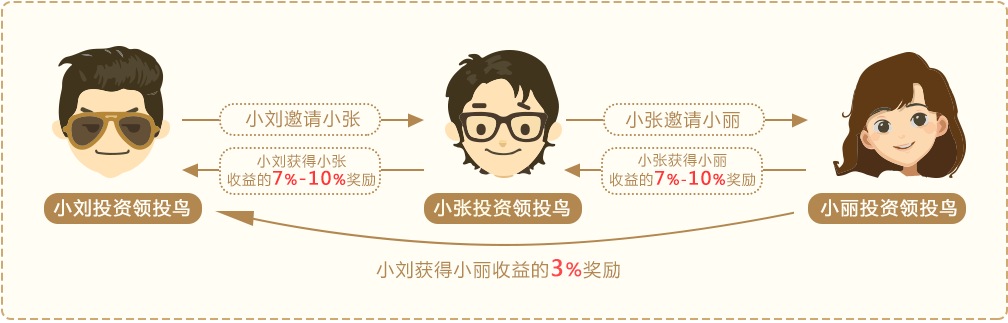 小刘邀请小张
小张邀请小丽
小刘获得小张
收益的7%-10%奖励
小张获得小丽
收益的7%-10%奖励
小刘投资领投鸟
小张投资领投鸟
小丽投资领投鸟
小刘获得小丽收益的3%奖励